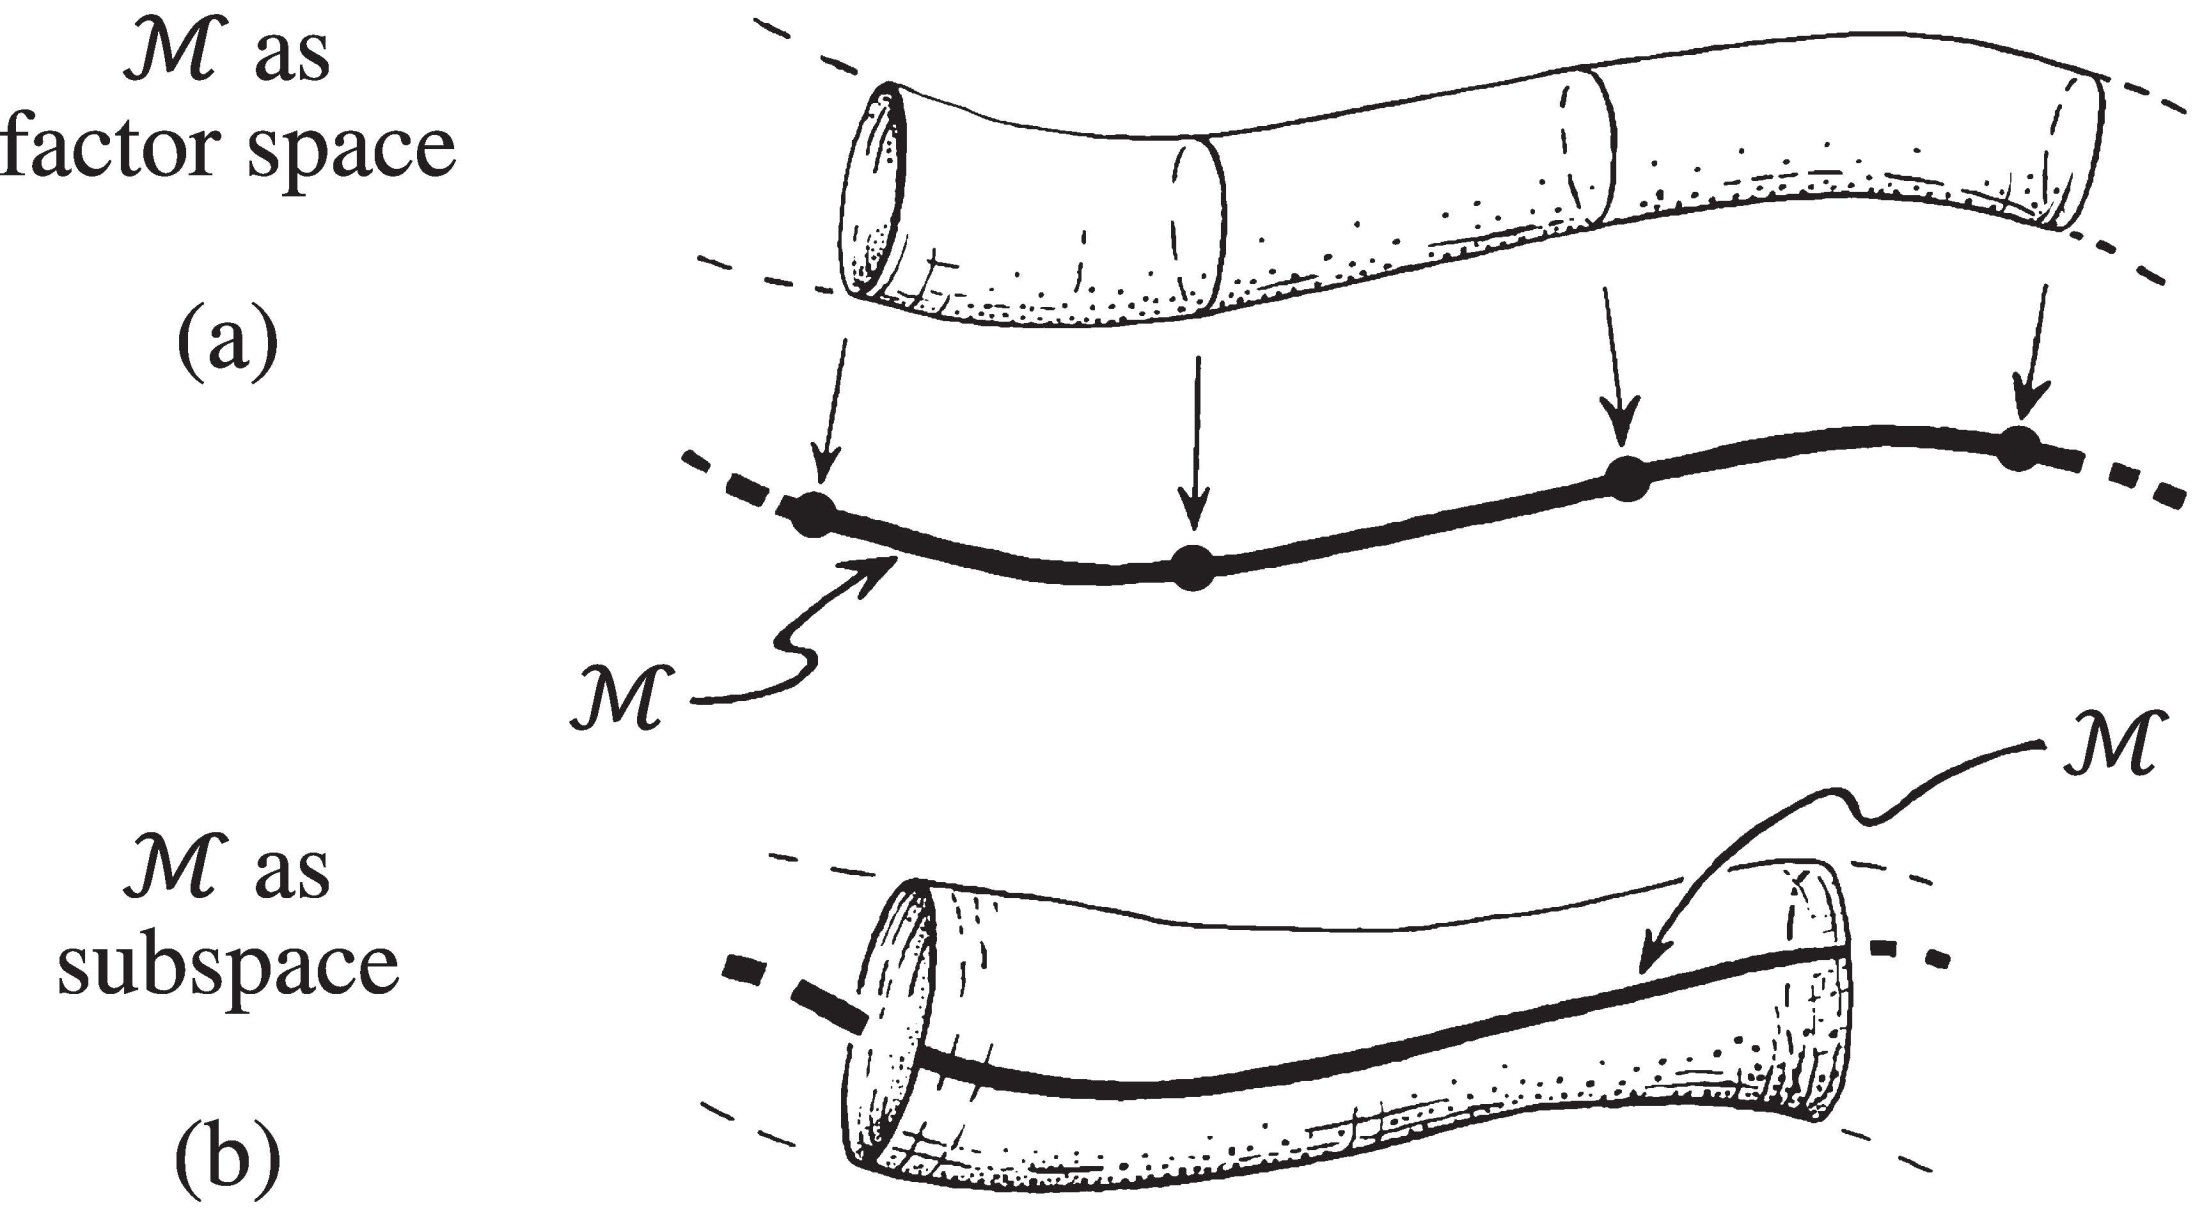 ℳ as
factor space
(a)
ℳ
ℳ
ℳ as
subspace
(b)